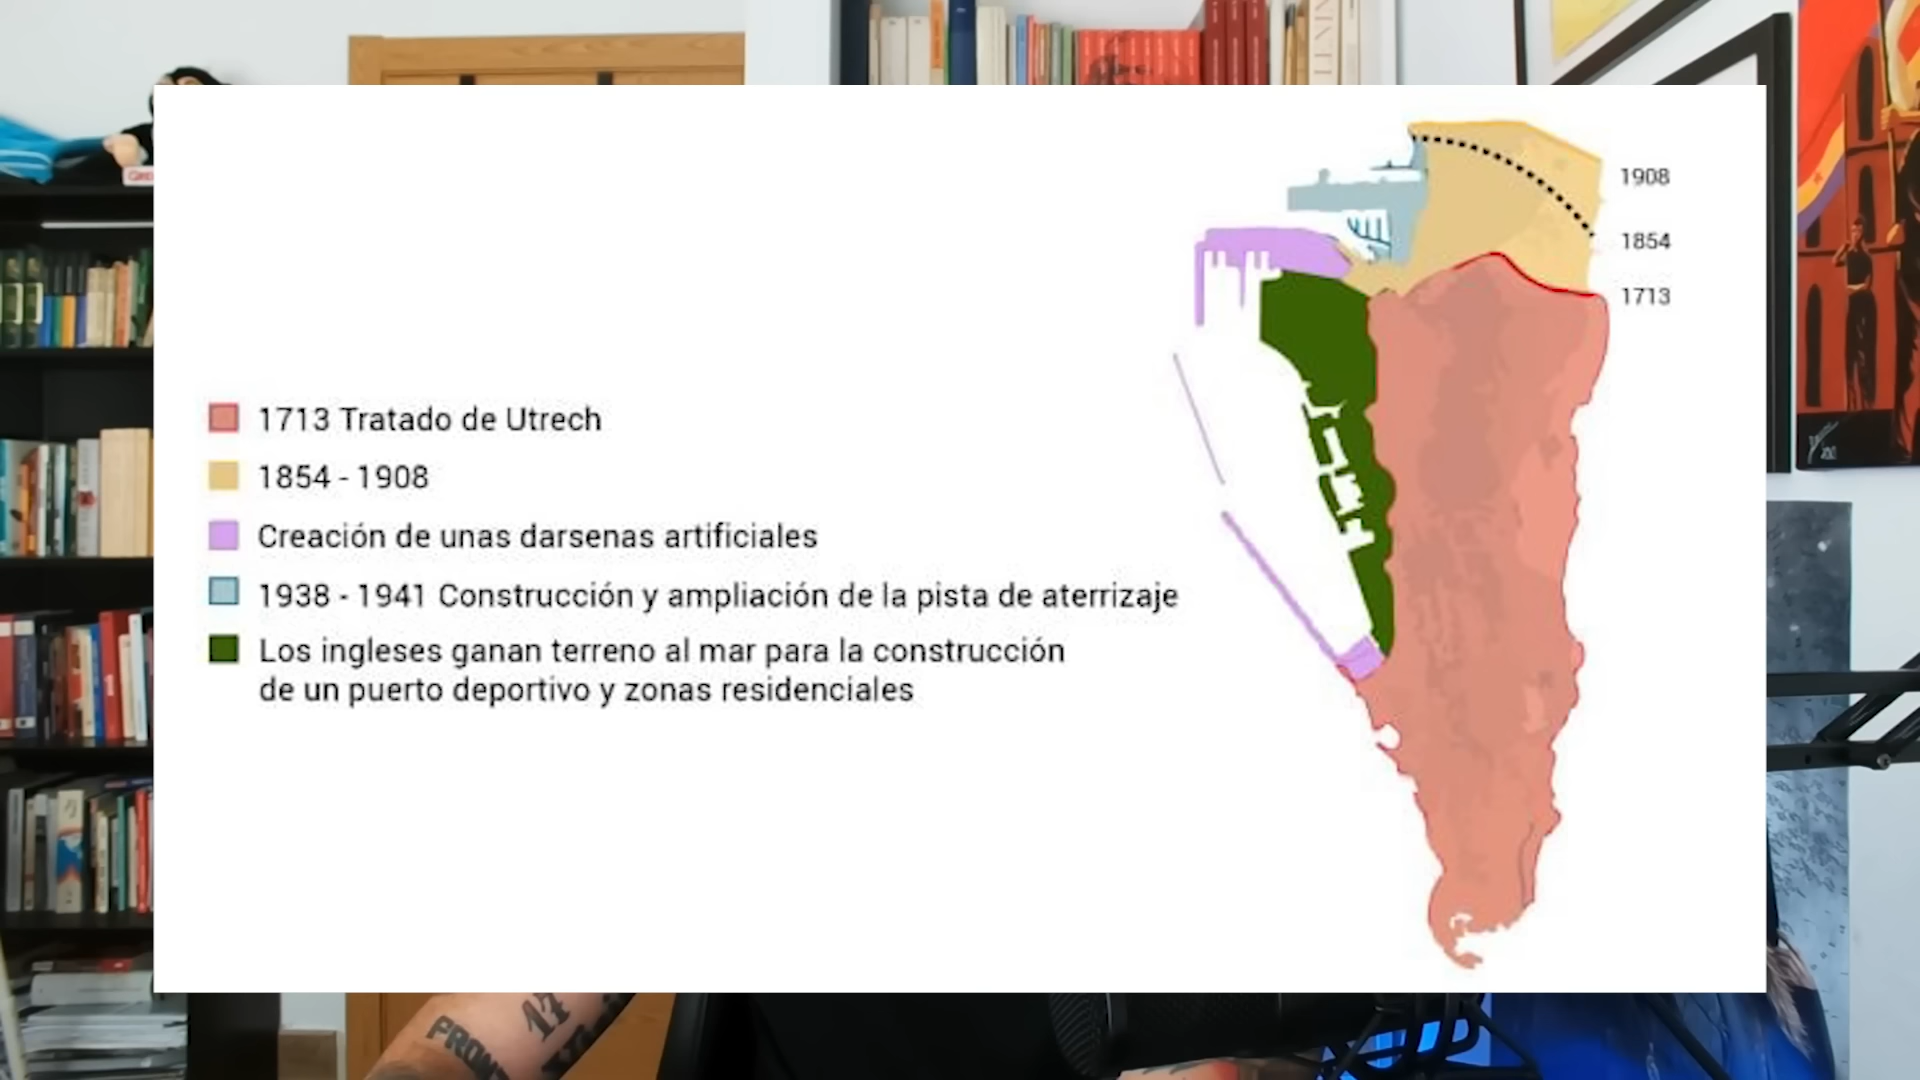 LENIN
1908
1854
1713
1713 Tratado de Utrech
1854 - 1908
Creación de unas darsenas artificiales
1938 - 1941 Construcción y ampliación de la pista de aterrizaje
Los ingleses ganan terreno al mar para la construcción
de un puerto deportivo y zonas residenciales
17